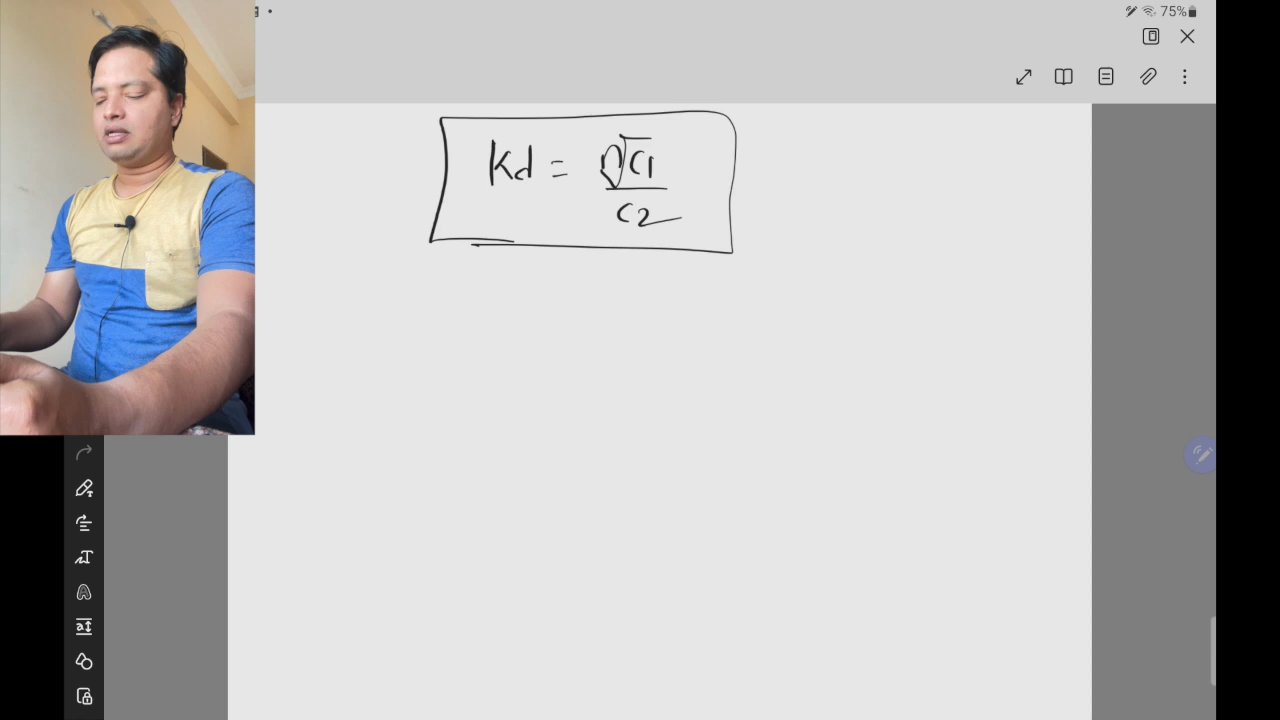 75%
Kd = ⁿ√C1 / C2